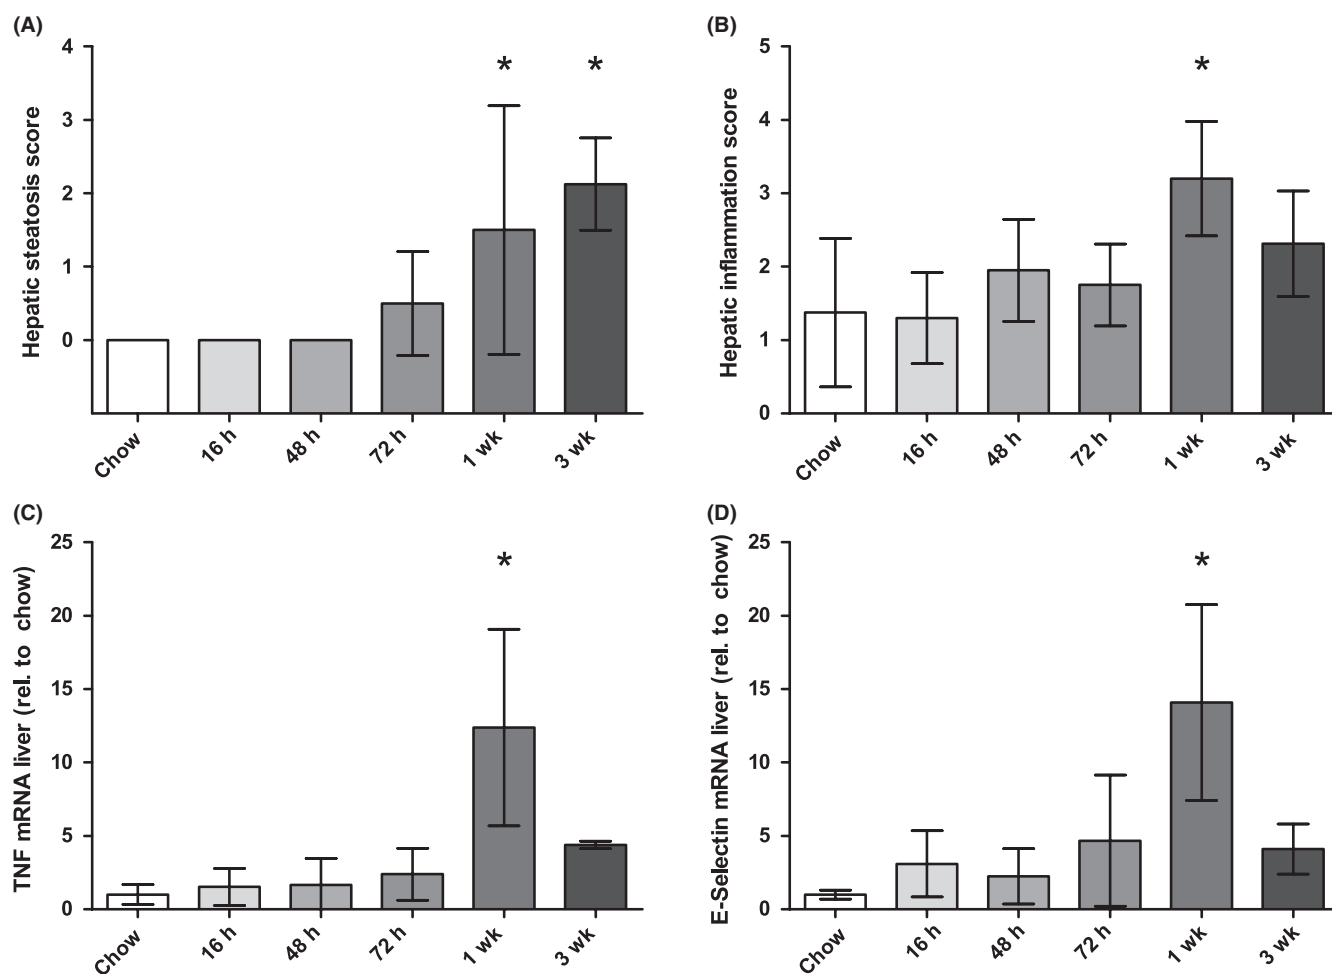 (A)
Hepatic steatosis score
4
3
2
1
0
* *
Chow 16 h 48 h 72 h 1 wk 3 wk
(B)
Hepatic inflammation score
5
4
3
2
1
0
*
Chow 16 h 48 h 72 h 1 wk 3 wk
(C)
TNF mRNA liver (rel. to chow)
25
20
15
10
5
0
*
Chow 16 h 48 h 72 h 1 wk 3 wk
(D)
E-Selectin mRNA liver (rel. to chow)
25
20
15
10
5
0
*
Chow 16 h 48 h 72 h 1 wk 3 wk